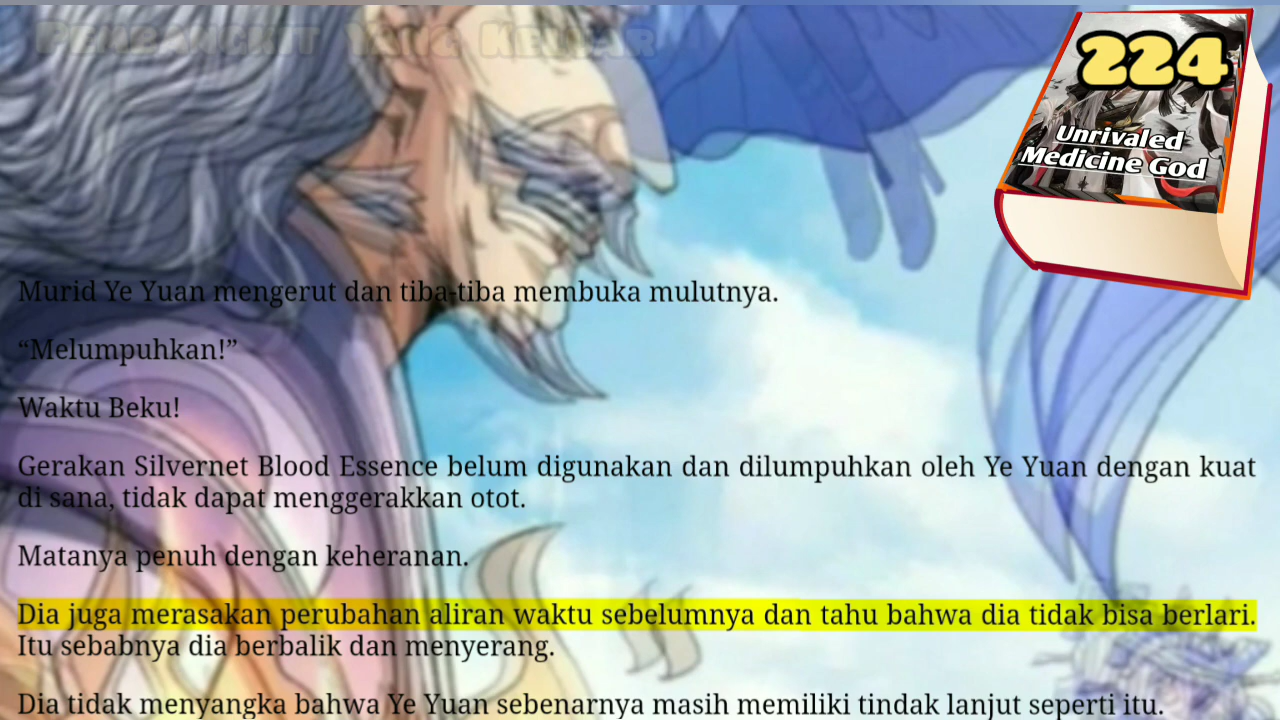 Pembangkit Yang Keluar
224
Unrivaled
Medicine God
Murid Ye Yuan mengerut dan tiba-tiba membuka mulutnya.
“Melumpuhkan!”
Waktu Beku!
Gerakan Silvernet Blood Essence belum digunakan dan dilumpuhkan oleh Ye Yuan dengan kuat
di sana, tidak dapat menggerakkan otot.
Matanya penuh dengan keheranan.
Dia juga merasakan perubahan aliran waktu sebelumnya dan tahu bahwa dia tidak bisa berlari.
Itu sebabnya dia berbalik dan menyerang.
Dia tidak menyangka bahwa Ye Yuan sebenarnya masih memiliki tindak lanjut seperti itu.